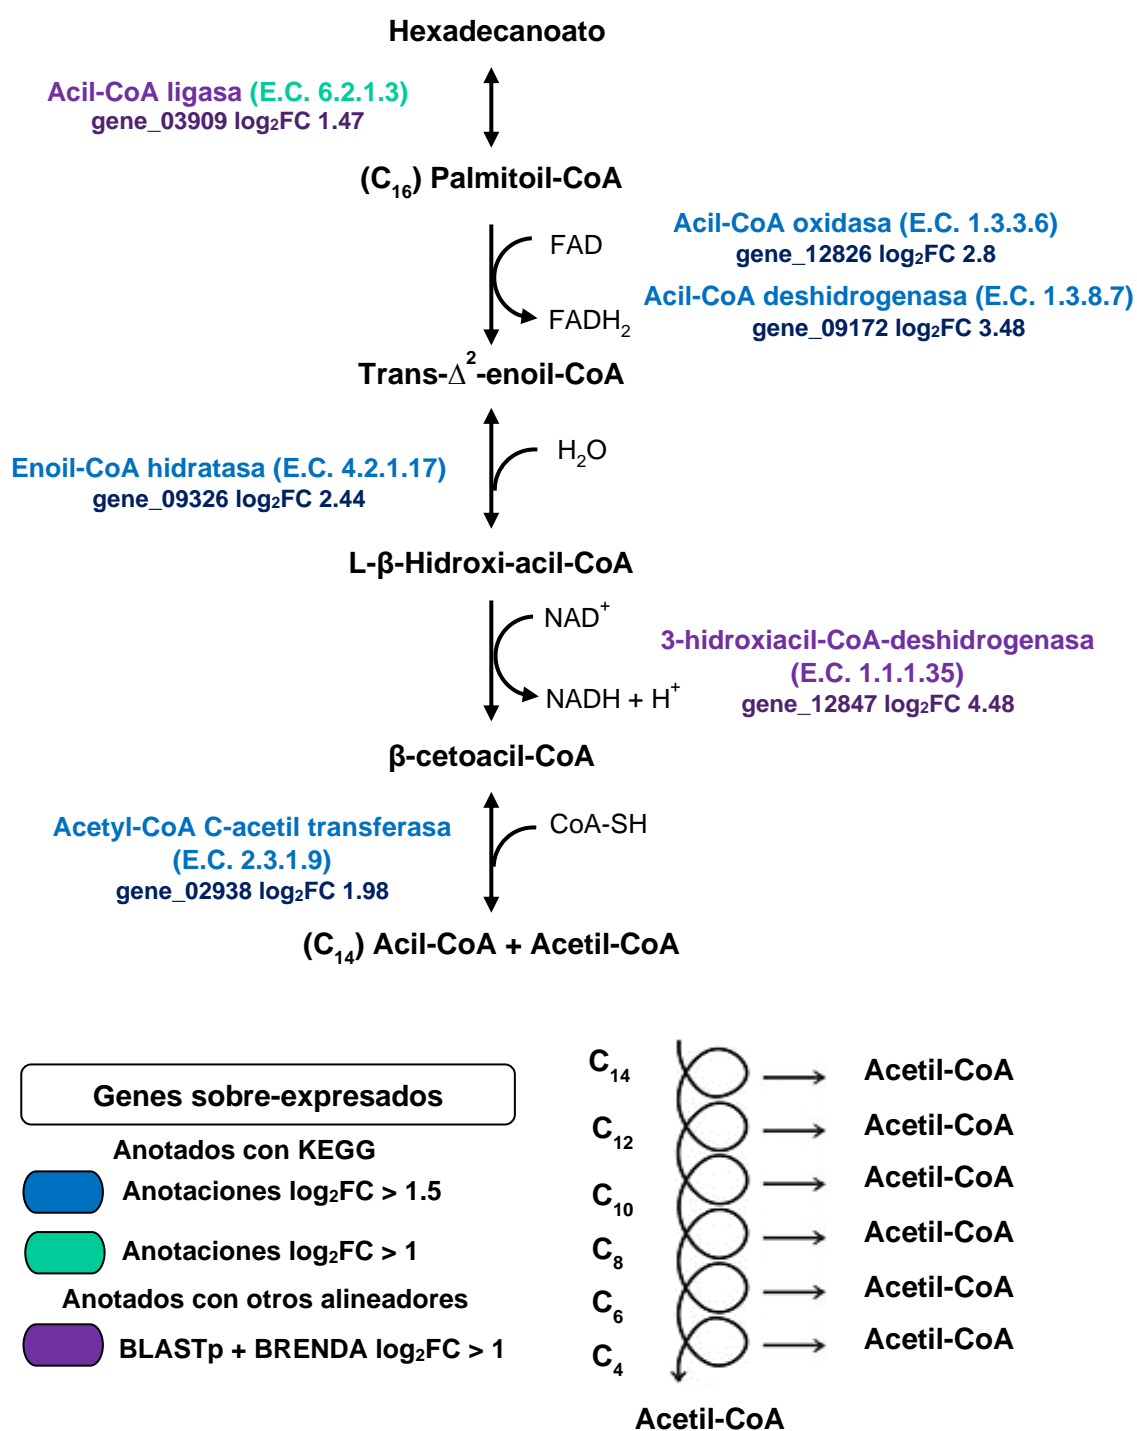 Hexadecanoato
Acil-CoA ligasa (E.C. 6.2.1.3)
gene_03909 log₂FC 1.47
(C₁₆) Palmitoil-CoA
FAD
Acil-CoA oxidasa (E.C. 1.3.3.6)
gene_12826 log₂FC 2.8
Acil-CoA deshidrogenasa (E.C. 1.3.8.7)
gene_09172 log₂FC 3.48
FADH₂
Trans-Δ²-enoil-CoA
H₂O
Enoil-CoA hidratasa (E.C. 4.2.1.17)
gene_09326 log₂FC 2.44
L-β-Hidroxi-acil-CoA
NAD⁺
3-hidroxiacil-CoA-deshidrogenasa
(E.C. 1.1.1.35)
gene_12847 log₂FC 4.48
NADH + H⁺
β-cetoacil-CoA
CoA-SH
Acetyl-CoA C-acetil transferasa
(E.C. 2.3.1.9)
gene_02938 log₂FC 1.98
(C₁₄) Acil-CoA + Acetil-CoA
Genes sobre-expresados
Anotados con KEGG
Anotaciones log₂FC > 1.5
Anotaciones log₂FC > 1
Anotados con otros alineadores
BLASTp + BRENDA log₂FC > 1
C₁₄ Acetil-CoA
C₁₂ Acetil-CoA
C₁₀ Acetil-CoA
C₈ Acetil-CoA
C₆ Acetil-CoA
C₄ Acetil-CoA
Acetil-CoA